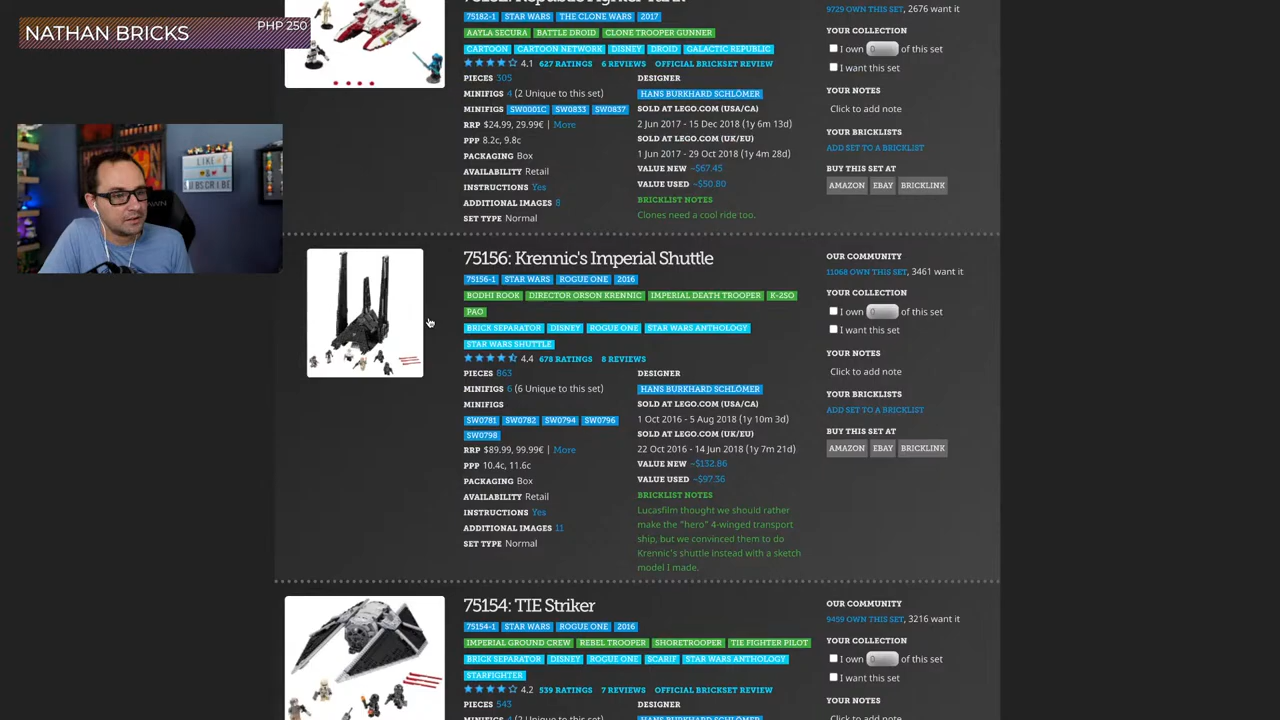 NATHAN BRICKS
PHP 250
LIKE
SUBSCRIBE
75182-1 STAR WARS THE CLONE WARS 2017
AAYLA SECURA BATTLE DROID CLONE TROOPER GUNNER
CARTOON CARTOON NETWORK DISNEY DROID GALACTIC REPUBLIC
4.1 627 RATINGS 6 REVIEWS OFFICIAL BRICKSET REVIEW
PIECES 305
MINIFIGS 4 (2 Unique to this set)
MINIFIGS SW0001C SW0833 SW0837
RRP $24.99, 29.99€ | More
PPP 8.2c, 9.8c
PACKAGING Box
AVAILABILITY Retail
INSTRUCTIONS Yes
ADDITIONAL IMAGES 8
SET TYPE Normal
DESIGNER
HANS BURKHARD SCHLÖMER
SOLD AT LEGO.COM (USA/CA)
2 Jun 2017 - 15 Dec 2018 (1y 6m 13d)
SOLD AT LEGO.COM (UK/EU)
1 Jun 2017 - 29 Oct 2018 (1y 4m 28d)
VALUE NEW ~$67.45
VALUE USED ~$50.80
BRICKLIST NOTES
Clones need a cool ride too.
9729 OWN THIS SET, 2676 want it
YOUR COLLECTION
I own 0 of this set
I want this set
YOUR NOTES
Click to add note
YOUR BRICKLISTS
ADD SET TO A BRICKLIST
BUY THIS SET AT
AMAZON EBAY BRICKLINK
75156: Krennic's Imperial Shuttle
75156-1 STAR WARS ROGUE ONE 2016
BODHI ROOK DIRECTOR ORSON KRENNIC IMPERIAL DEATH TROOPER K-2SO
PAO
BRICK SEPARATOR DISNEY ROGUE ONE STAR WARS ANTHOLOGY
STAR WARS SHUTTLE
4.4 678 RATINGS 8 REVIEWS
PIECES 863
MINIFIGS 6 (6 Unique to this set)
MINIFIGS
SW0781 SW0782 SW0794 SW0796
SW0798
RRP $89.99, 99.99€ | More
PPP 10.4c, 11.6c
PACKAGING Box
AVAILABILITY Retail
INSTRUCTIONS Yes
ADDITIONAL IMAGES 11
SET TYPE Normal
DESIGNER
HANS BURKHARD SCHLÖMER
SOLD AT LEGO.COM (USA/CA)
1 Oct 2016 - 5 Aug 2018 (1y 10m 3d)
SOLD AT LEGO.COM (UK/EU)
22 Oct 2016 - 14 Jun 2018 (1y 7m 21d)
VALUE NEW ~$132.86
VALUE USED ~$97.36
BRICKLIST NOTES
Lucasfilm thought we should rather
make the "hero" 4-winged transport
ship, but we convinced them to do
Krennic's shuttle instead with a sketch
model I made.
OUR COMMUNITY
11068 OWN THIS SET, 3461 want it
YOUR COLLECTION
I own 0 of this set
I want this set
YOUR NOTES
Click to add note
YOUR BRICKLISTS
ADD SET TO A BRICKLIST
BUY THIS SET AT
AMAZON EBAY BRICKLINK
75154: TIE Striker
75154-1 STAR WARS ROGUE ONE 2016
IMPERIAL GROUND CREW REBEL TROOPER SHORETROOPER TIE FIGHTER PILOT
BRICK SEPARATOR DISNEY ROGUE ONE SCARIF STAR WARS ANTHOLOGY
STARFIGHTER
4.2 539 RATINGS 7 REVIEWS OFFICIAL BRICKSET REVIEW
PIECES 543
DESIGNER
OUR COMMUNITY
9459 OWN THIS SET, 3216 want it
YOUR COLLECTION
I own 0 of this set
I want this set
YOUR NOTES